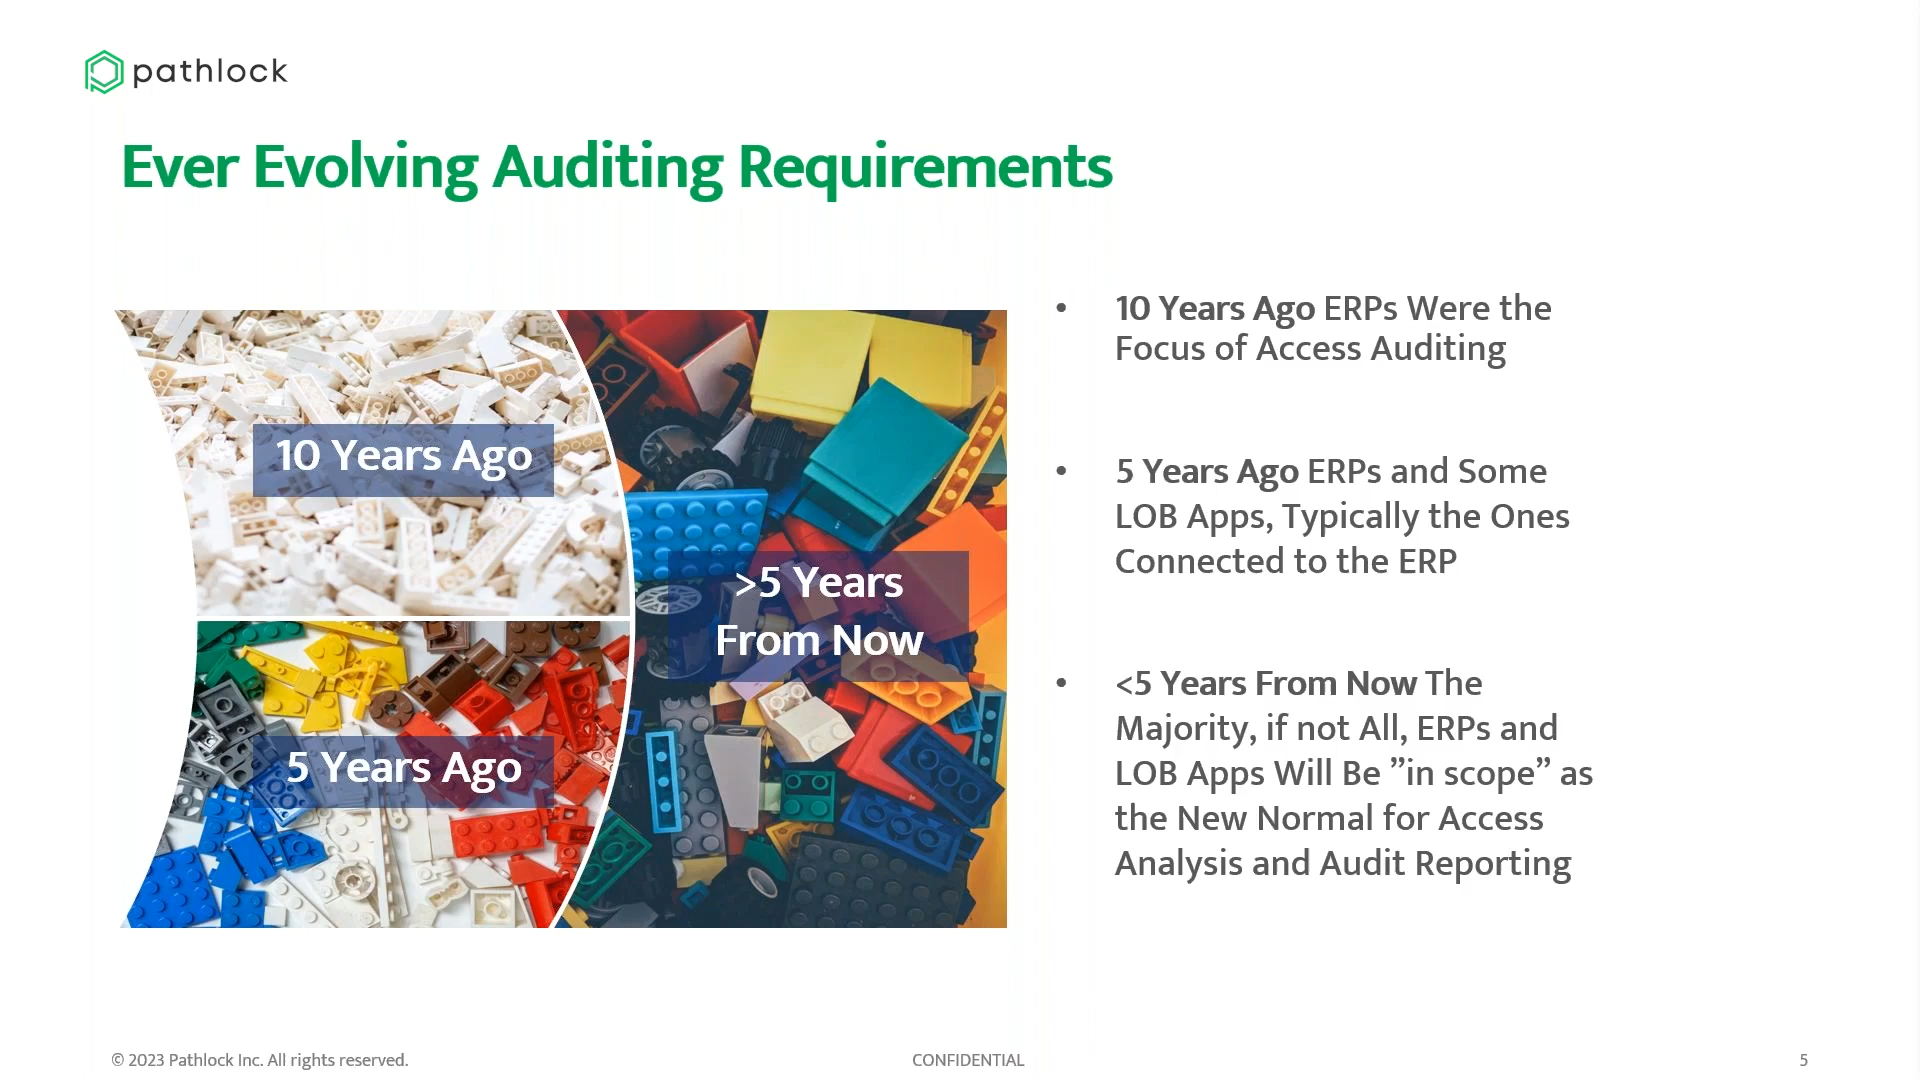 pathlock
Ever Evolving Auditing Requirements
10 Years Ago
5 Years Ago
>5 Years
From Now
• 10 Years Ago ERPs Were the
Focus of Access Auditing
• 5 Years Ago ERPs and Some
LOB Apps, Typically the Ones
Connected to the ERP
• <5 Years From Now The
Majority, if not All, ERPs and
LOB Apps Will Be ”in scope” as
the New Normal for Access
Analysis and Audit Reporting
© 2023 Pathlock Inc. All rights reserved.
CONFIDENTIAL
5